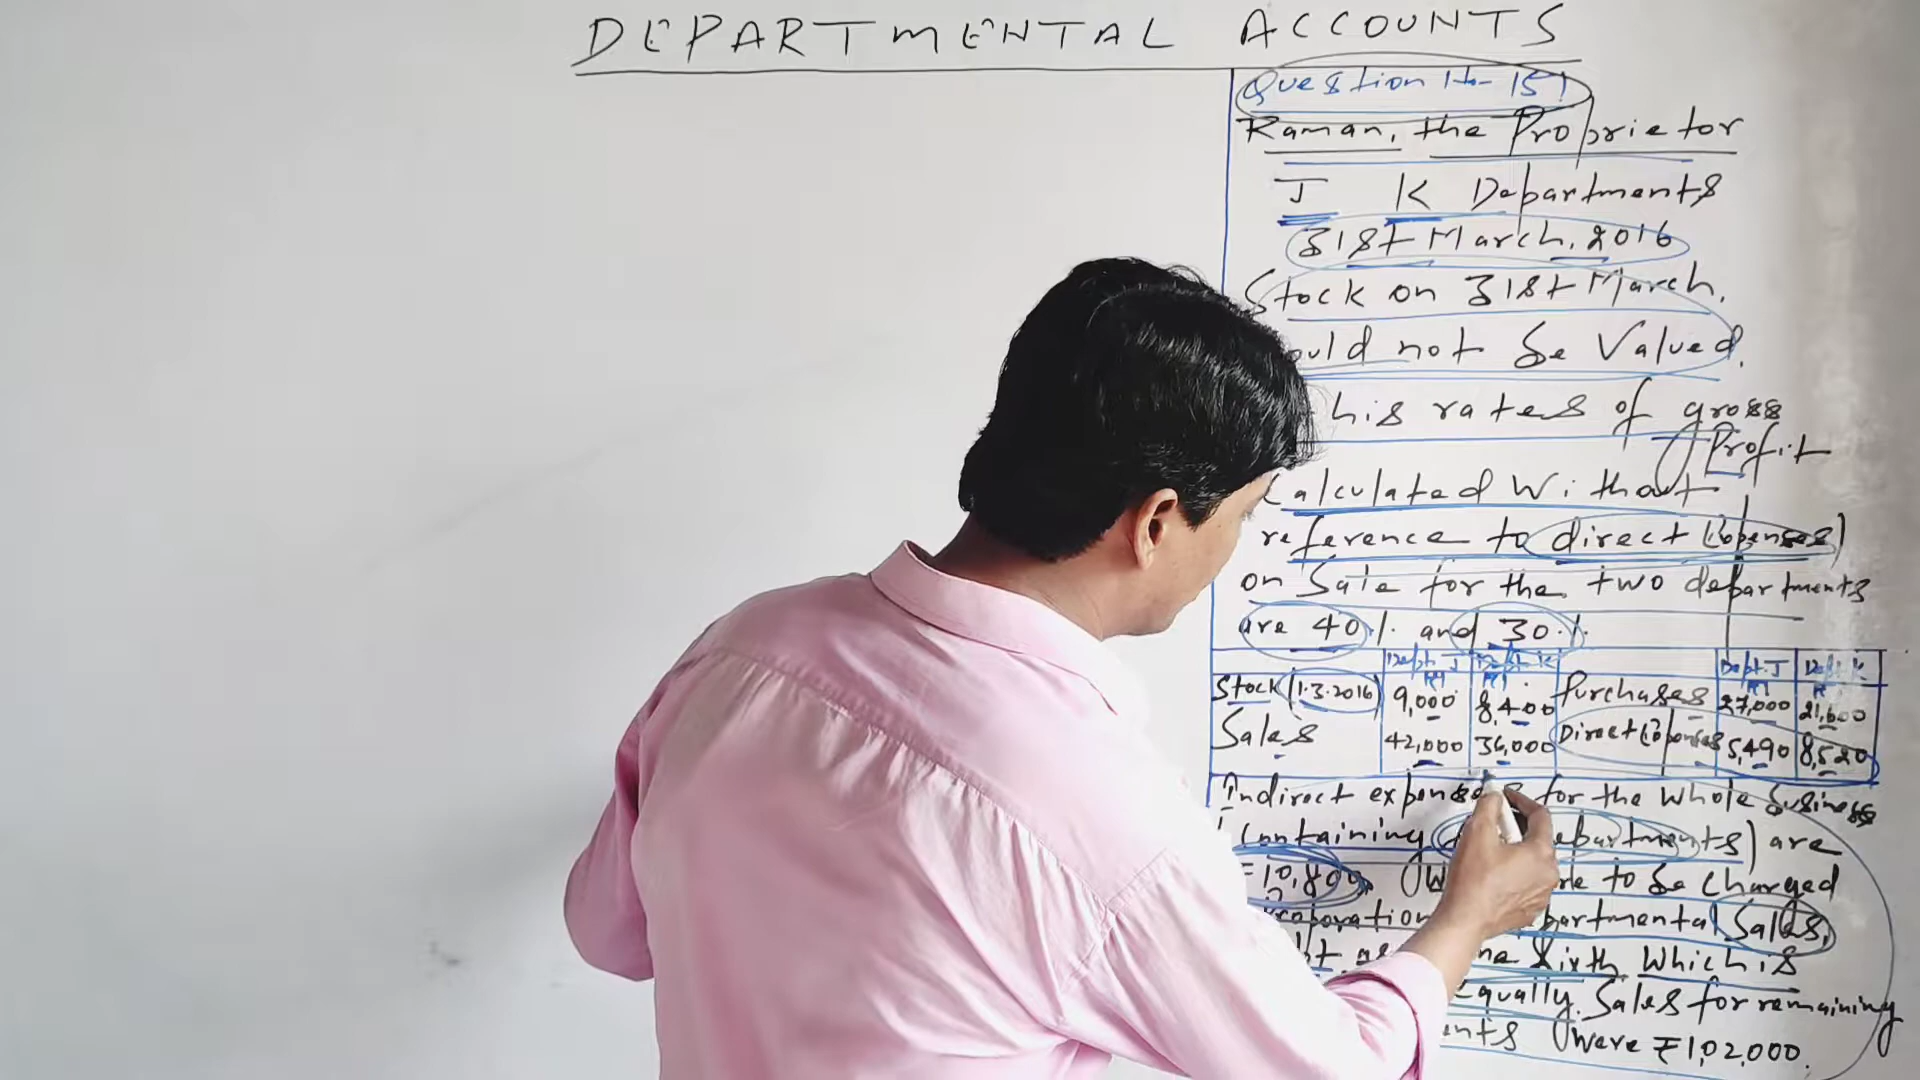 DEPARTMENTAL ACCOUNTS
Question No- 15)
Raman, the Proprietor
J K Departments
31st March, 2016
Stock on 31st March.
not be Valued.
his rates of gross
Profit
Calculated Without
reference to direct Expenses)
on Sale for the two departments
are 40% and 30%.
Dept. J Dept. K Dept. J Dept. K
Stock (1.3.2016) 9,000 8,400 Purchases 27,000 21,600
Sales 42,000 36,000 Direct Expenses 5,490 8,520
Indirect expenses for the whole business
(containing) are
₹10,800. to be charged
Sales,
Sixth Which is
Equally. Sales for remaining
Were ₹1,02,000.